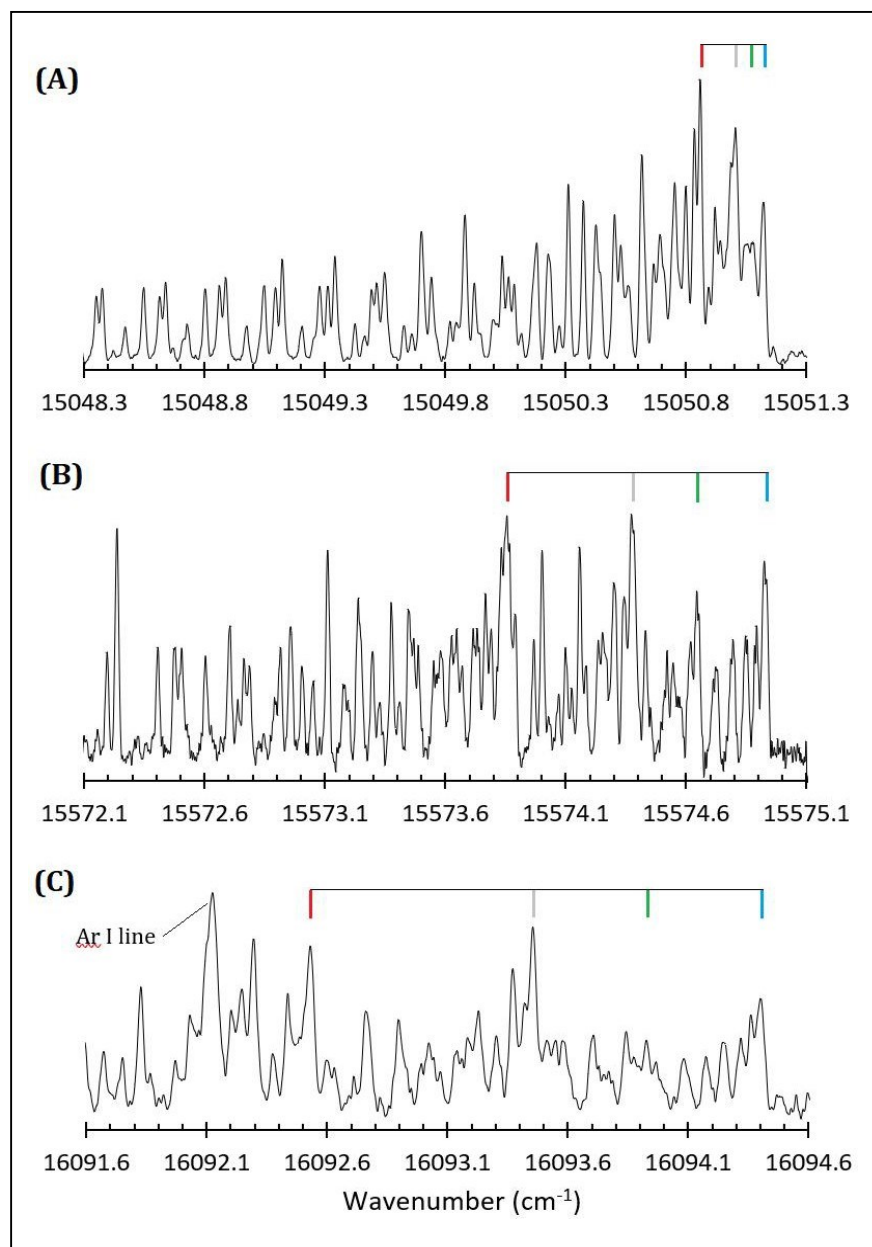 (A)
15048.3 15048.8 15049.3 15049.8 15050.3 15050.8 15051.3
(B)
15572.1 15572.6 15573.1 15573.6 15574.1 15574.6 15575.1
(C)
Ar I line
16091.6 16092.1 16092.6 16093.1 16093.6 16094.1 16094.6
Wavenumber (cm⁻¹)